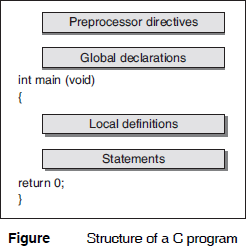 Preprocessor directives
Global declarations
int main (void)
{
Local definitions
Statements
return 0;
}
Figure Structure of a C program